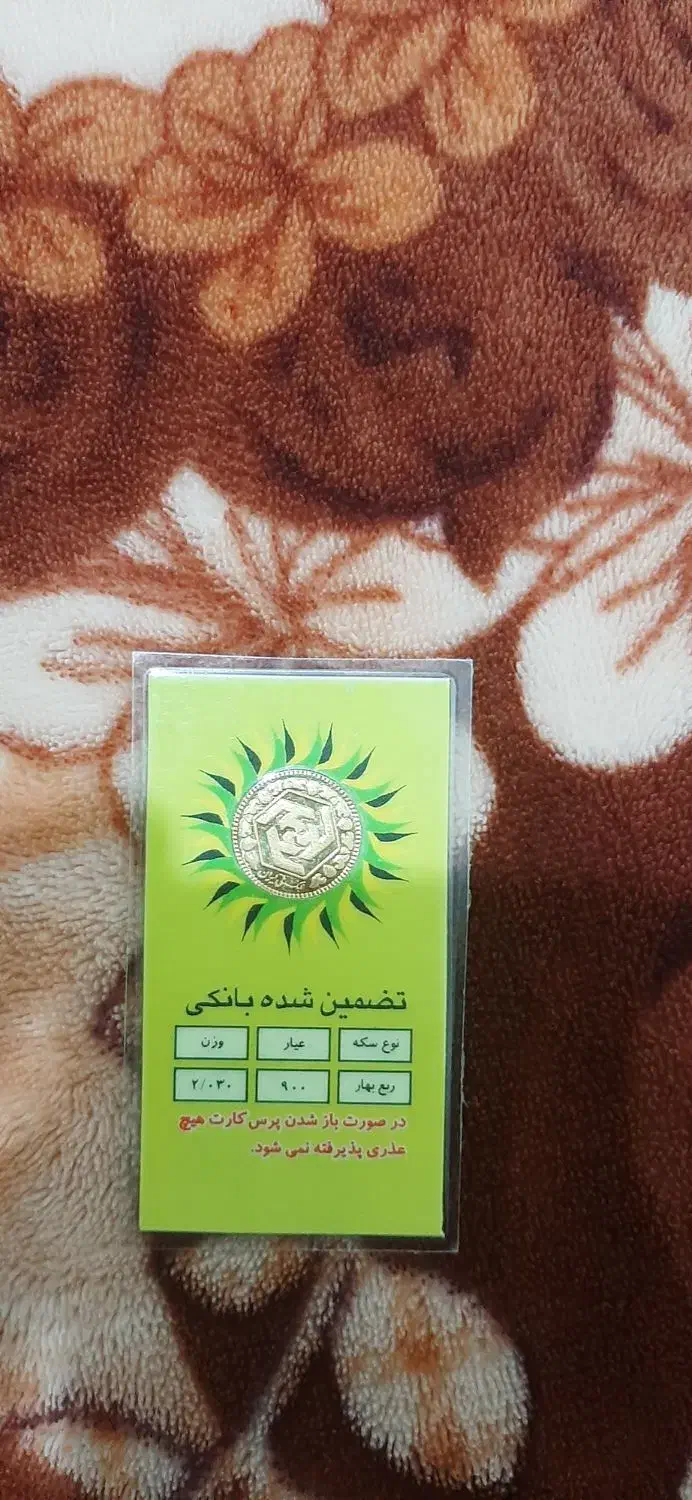 تضمین شده بانکی
نوع سکه عیار وزن
ربع بهار ۹۰۰ ۲/۰۳۰
در صورت باز شدن پرس کارت هیچ
عذری پذیرفته نمی شود.